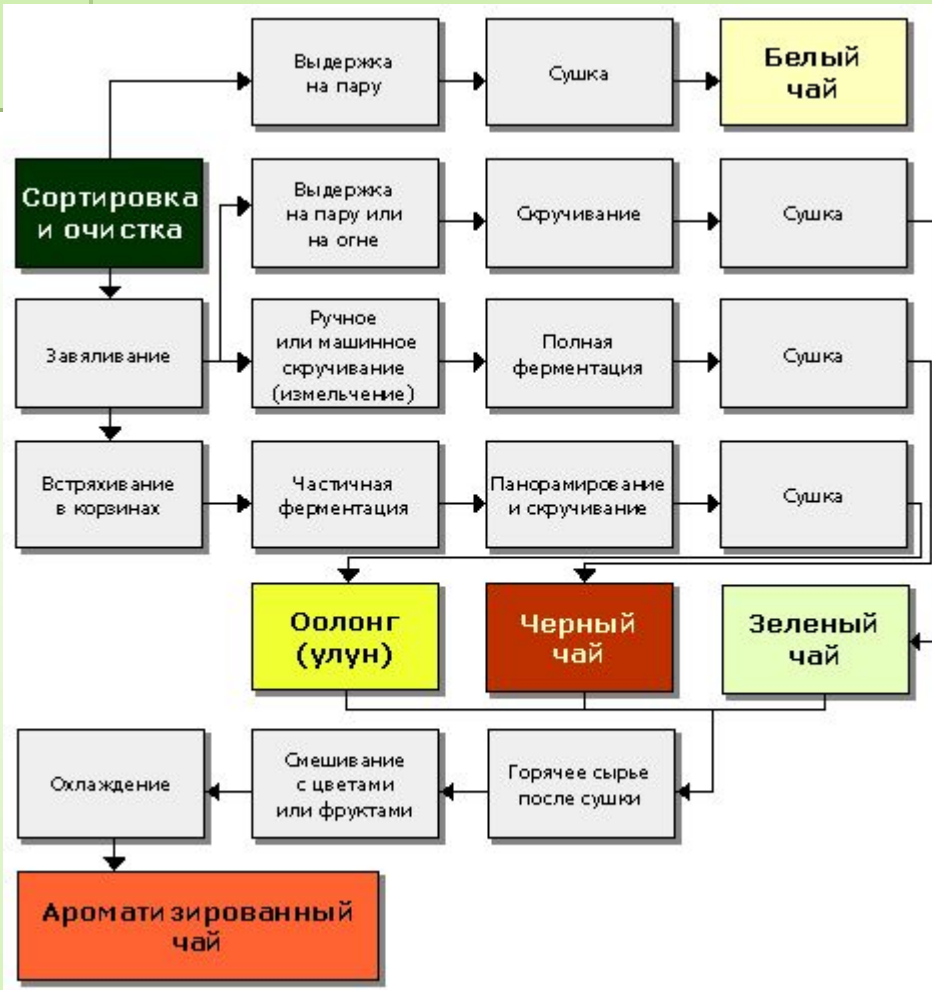 Выдержка
на пару
Сушка
Белый
чай
Сортировка
и очистка
Выдержка
на пару или
на огне
Скручивание
Сушка
Завяливание
Ручное
или машинное
скручивание
(измельчение)
Полная
ферментация
Сушка
Встряхивание
в корзинах
Частичная
ферментация
Панорамирование
и скручивание
Сушка
Оолонг
(улун)
Черный
чай
Зеленый
чай
Охлаждение
Смешивание
с цветами
или фруктами
Горячее сырье
после сушки
Ароматизированный
чай